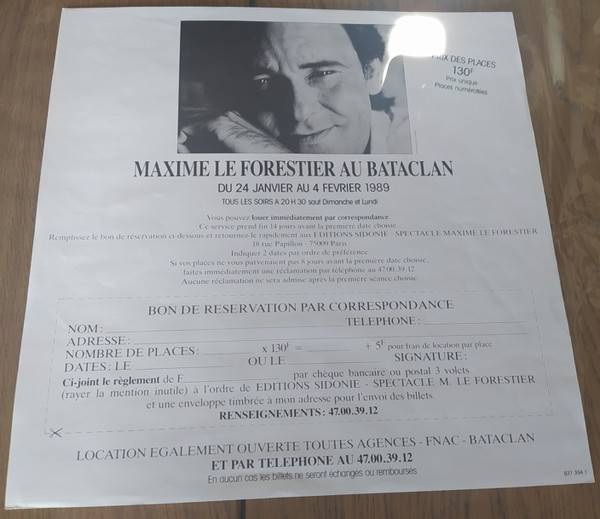 PRIX DES PLACES
130F
Prix unique
Places numérotées
MAXIME LE FORESTIER AU BATACLAN
DU 24 JANVIER AU 4 FEVRIER 1989
TOUS LES SOIRS A 20 H 30 sauf Dimanche et Lundi
Vous pouvez louer immédiatement par correspondance.
Ce service prend fin 14 jours avant la première date choisie.
Remplissez le bon de réservation ci-dessous et retournez-le rapidement aux EDITIONS SIDONIE - SPECTACLE MAXIME LE FORESTIER
18 rue Papillon - 75009 Paris
Indiquer 2 dates par ordre de préférence
Si vos places ne vous parvenaient pas 8 jours avant la première date choisie,
faites immédiatement une réclamation par téléphone au 47.00.39.12
Aucune réclamation ne sera admise après la première séance choisie
BON DE RESERVATION PAR CORRESPONDANCE
NOM : TELEPHONE :
ADRESSE :
NOMBRE DE PLACES : x 130F = + 5F pour frais de location par place
DATES : LE OU LE SIGNATURE :
Ci-joint le règlement de F par chèque bancaire ou postal 3 volets
(rayer la mention inutile) à l'ordre de EDITIONS SIDONIE - SPECTACLE M. LE FORESTIER
et une enveloppe timbrée à mon adresse pour l'envoi des billets.
RENSEIGNEMENTS : 47.00.39.12
LOCATION EGALEMENT OUVERTE TOUTES AGENCES - FNAC - BATACLAN
ET PAR TELEPHONE AU 47.00.39.12
En aucun cas les billets ne seront échangés ou remboursés
837 354 1